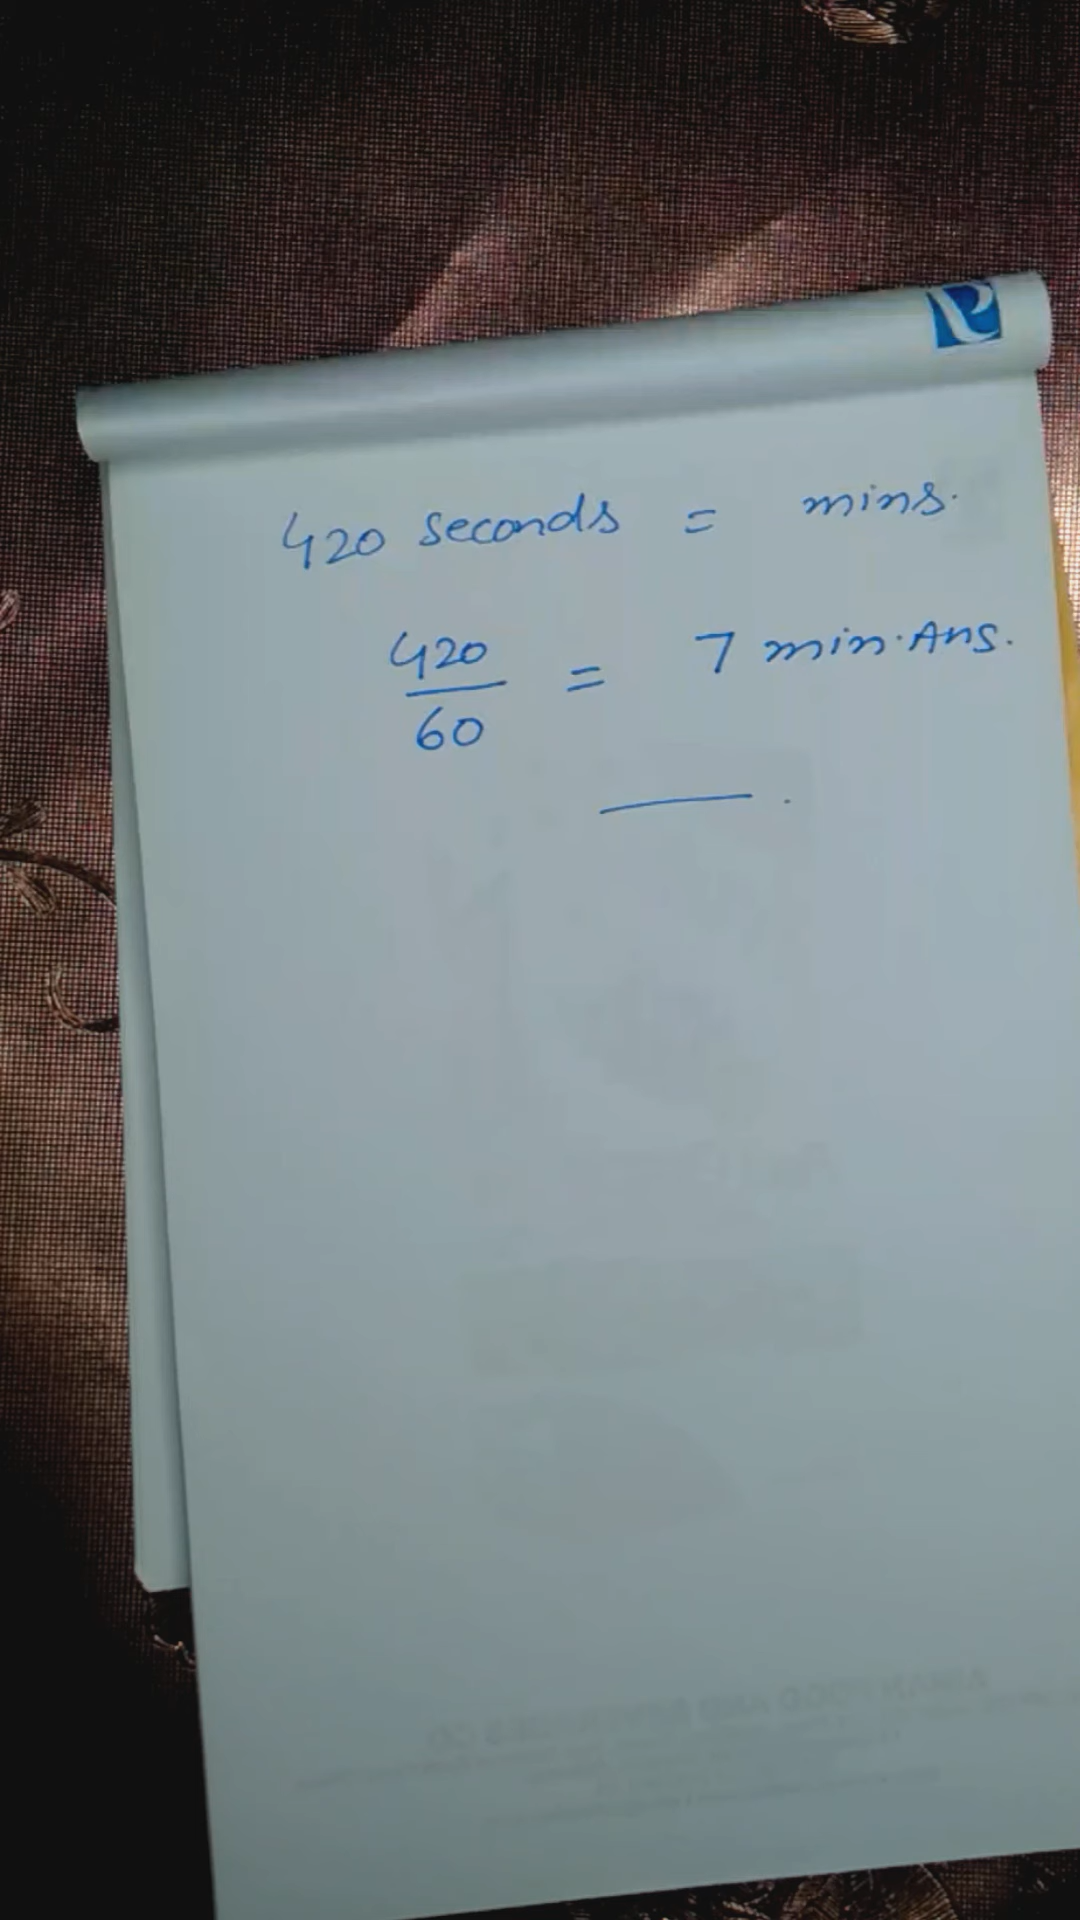 420 seconds = mins.
420
60
= 7 min. Ans.